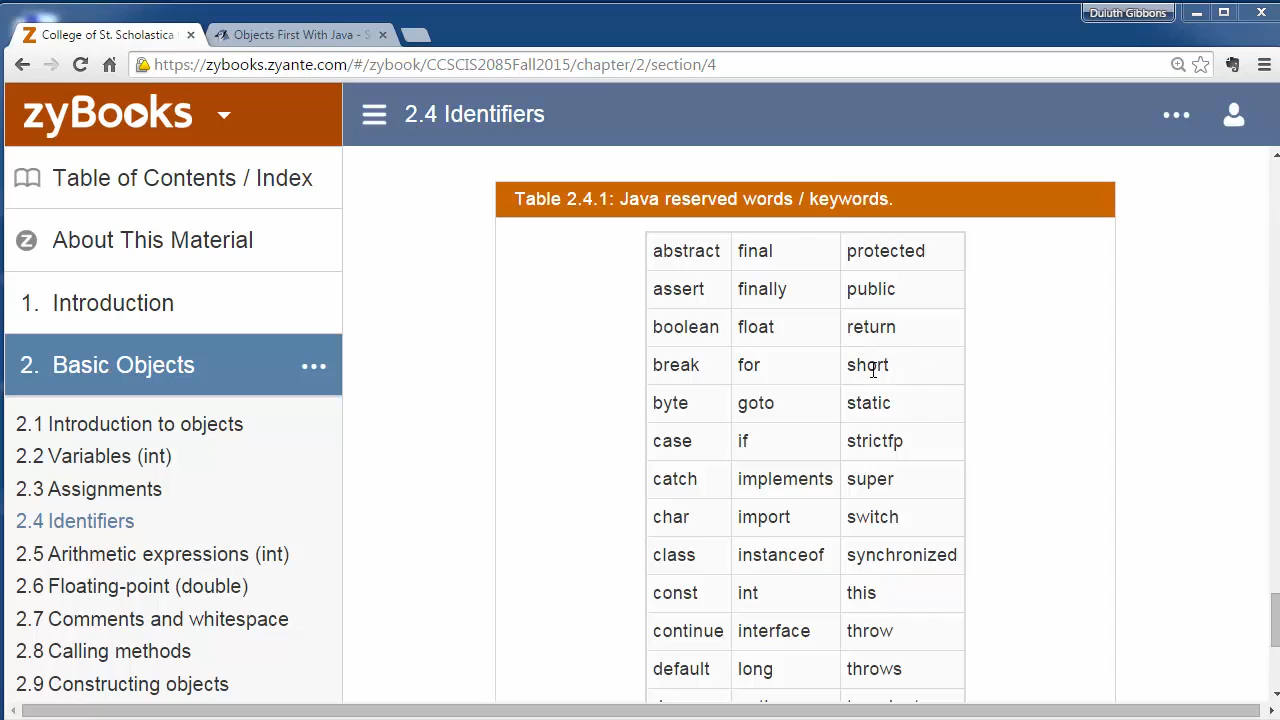 Duluth Gibbons
College of St. Scholastica
Objects First With Java - S
https://zybooks.zyante.com/#/zybook/CCSCIS2085Fall2015/chapter/2/section/4
zyBooks
2.4 Identifiers
Table of Contents / Index
About This Material
1. Introduction
2. Basic Objects
2.1 Introduction to objects
2.2 Variables (int)
2.3 Assignments
2.4 Identifiers
2.5 Arithmetic expressions (int)
2.6 Floating-point (double)
2.7 Comments and whitespace
2.8 Calling methods
2.9 Constructing objects
Table 2.4.1: Java reserved words / keywords.
abstract final protected
assert finally public
boolean float return
break for short
byte goto static
case if strictfp
catch implements super
char import switch
class instanceof synchronized
const int this
continue interface throw
default long throws